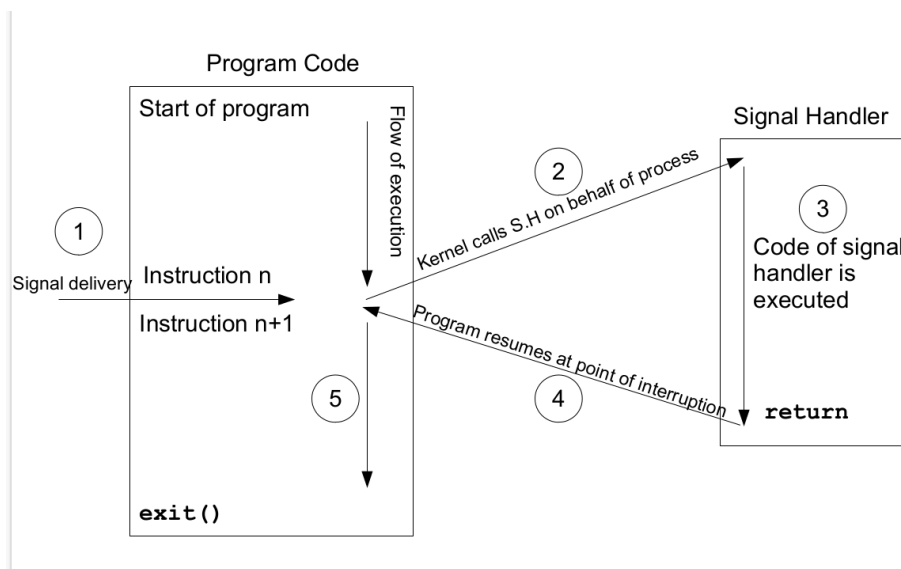 Program Code
Start of program
Flow of execution
Signal Handler
1
Signal delivery
2
Kernel calls S.H on behalf of process
3
Code of signal
handler is
executed
Instruction n
Instruction n+1
Program resumes at point of interruption
4
5
return
exit()